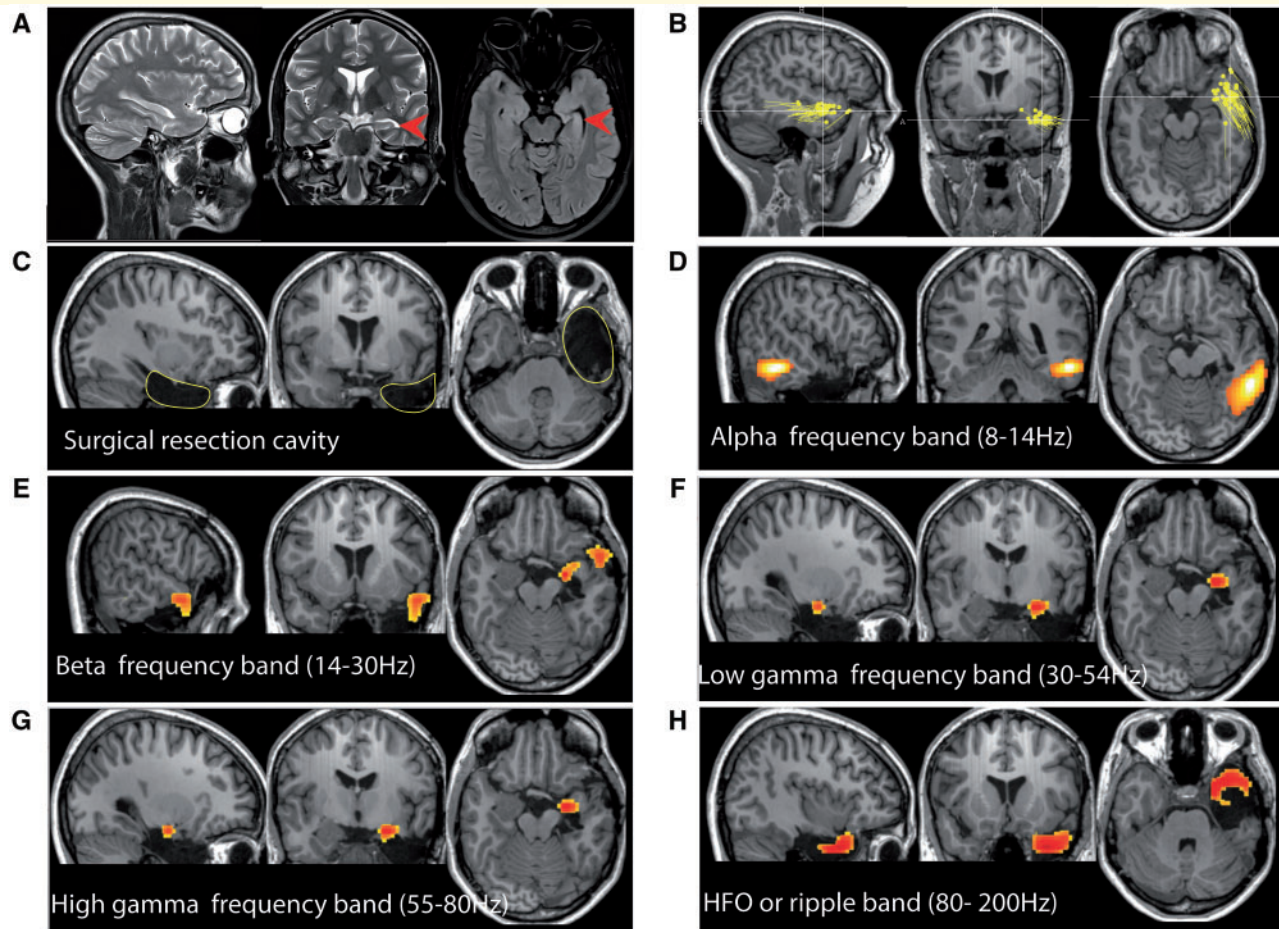 A
B
C
Surgical resection cavity
D
Alpha frequency band (8-14Hz)
E
Beta frequency band (14-30Hz)
F
Low gamma frequency band (30-54Hz)
G
High gamma frequency band (55-80Hz)
H
HFO or ripple band (80- 200Hz)